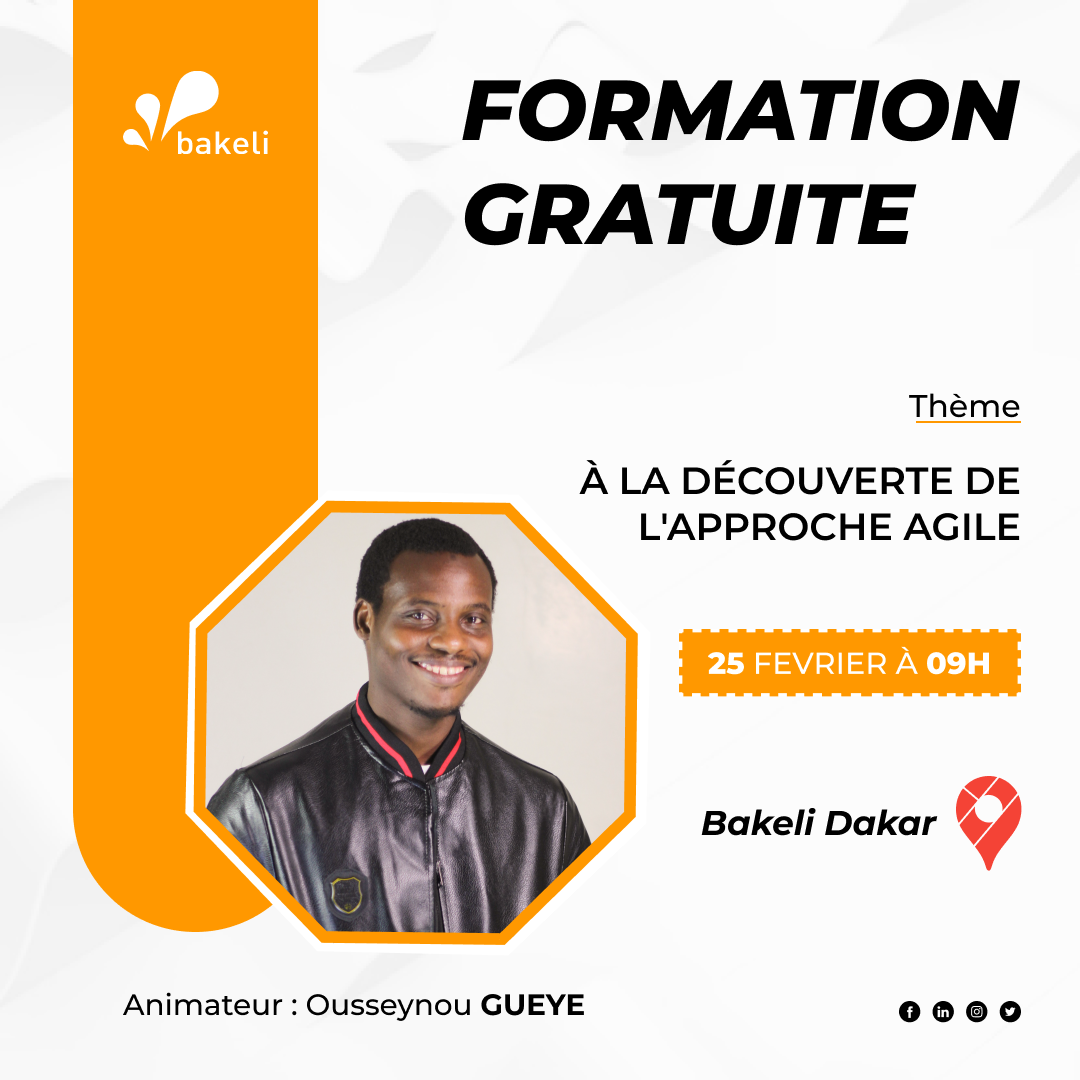 bakeli
FORMATION
GRATUITE
Thème
À LA DÉCOUVERTE DE
L'APPROCHE AGILE
25 FEVRIER À 09H
Bakeli Dakar
Animateur : Ousseynou GUEYE